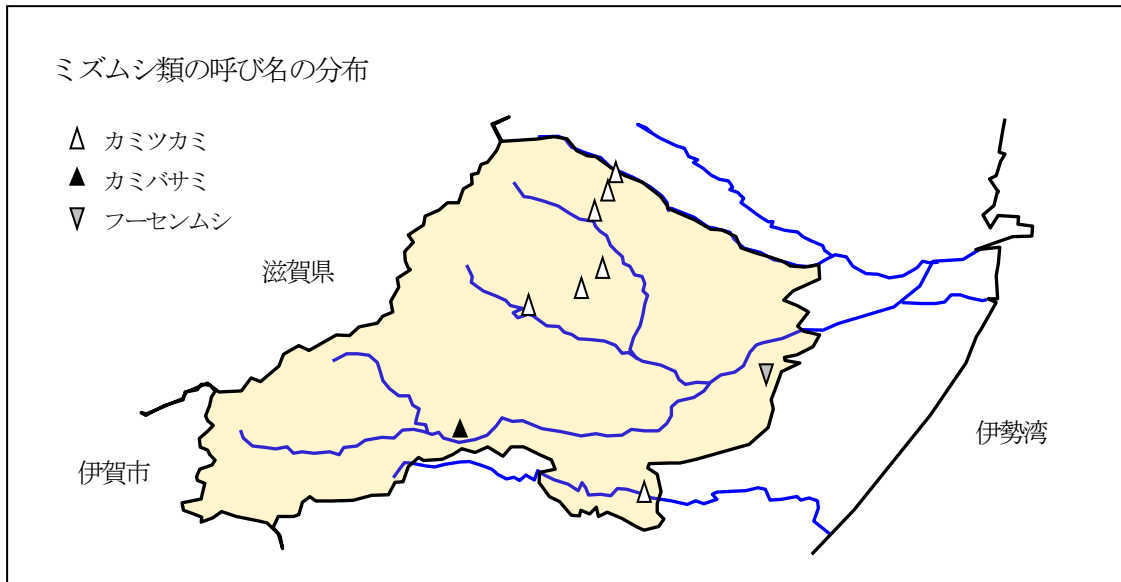 ミズムシ類の呼び名の分布
カミツカミ
カミバサミ
フーセンムシ
滋賀県
伊勢湾
伊賀市